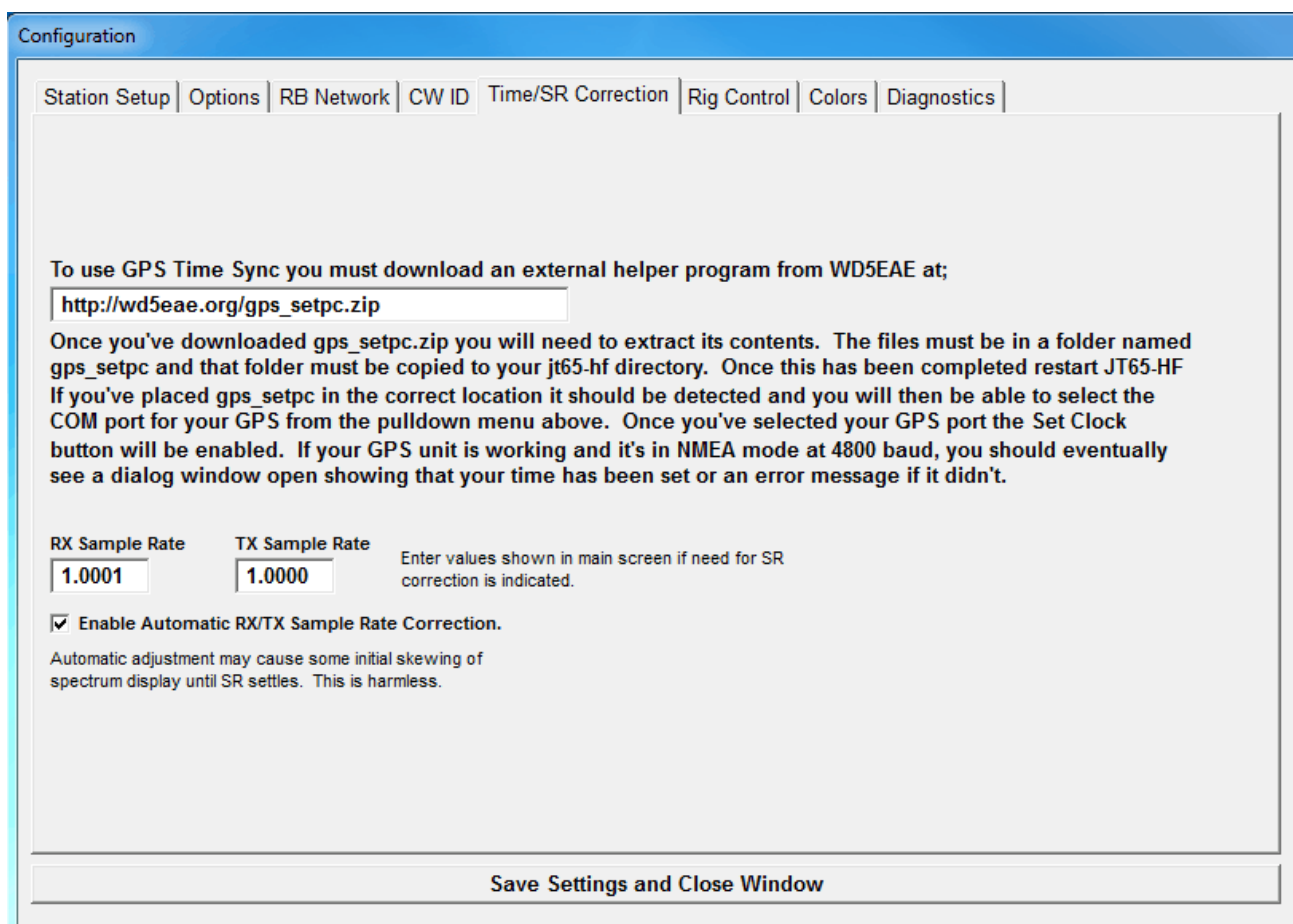 Configuration
Station Setup Options RB Network CW ID Time/SR Correction Rig Control Colors Diagnostics
To use GPS Time Sync you must download an external helper program from WD5EAE at;
http://wd5eae.org/gps_setpc.zip
Once you've downloaded gps_setpc.zip you will need to extract its contents. The files must be in a folder named
gps_setpc and that folder must be copied to your jt65-hf directory. Once this has been completed restart JT65-HF
If you've placed gps_setpc in the correct location it should be detected and you will then be able to select the
COM port for your GPS from the pulldown menu above. Once you've selected your GPS port the Set Clock
button will be enabled. If your GPS unit is working and it's in NMEA mode at 4800 baud, you should eventually
see a dialog window open showing that your time has been set or an error message if it didn't.
RX Sample Rate TX Sample Rate
1.0001 1.0000
Enter values shown in main screen if need for SR
correction is indicated.
Enable Automatic RX/TX Sample Rate Correction.
Automatic adjustment may cause some initial skewing of
spectrum display until SR settles. This is harmless.
Save Settings and Close Window